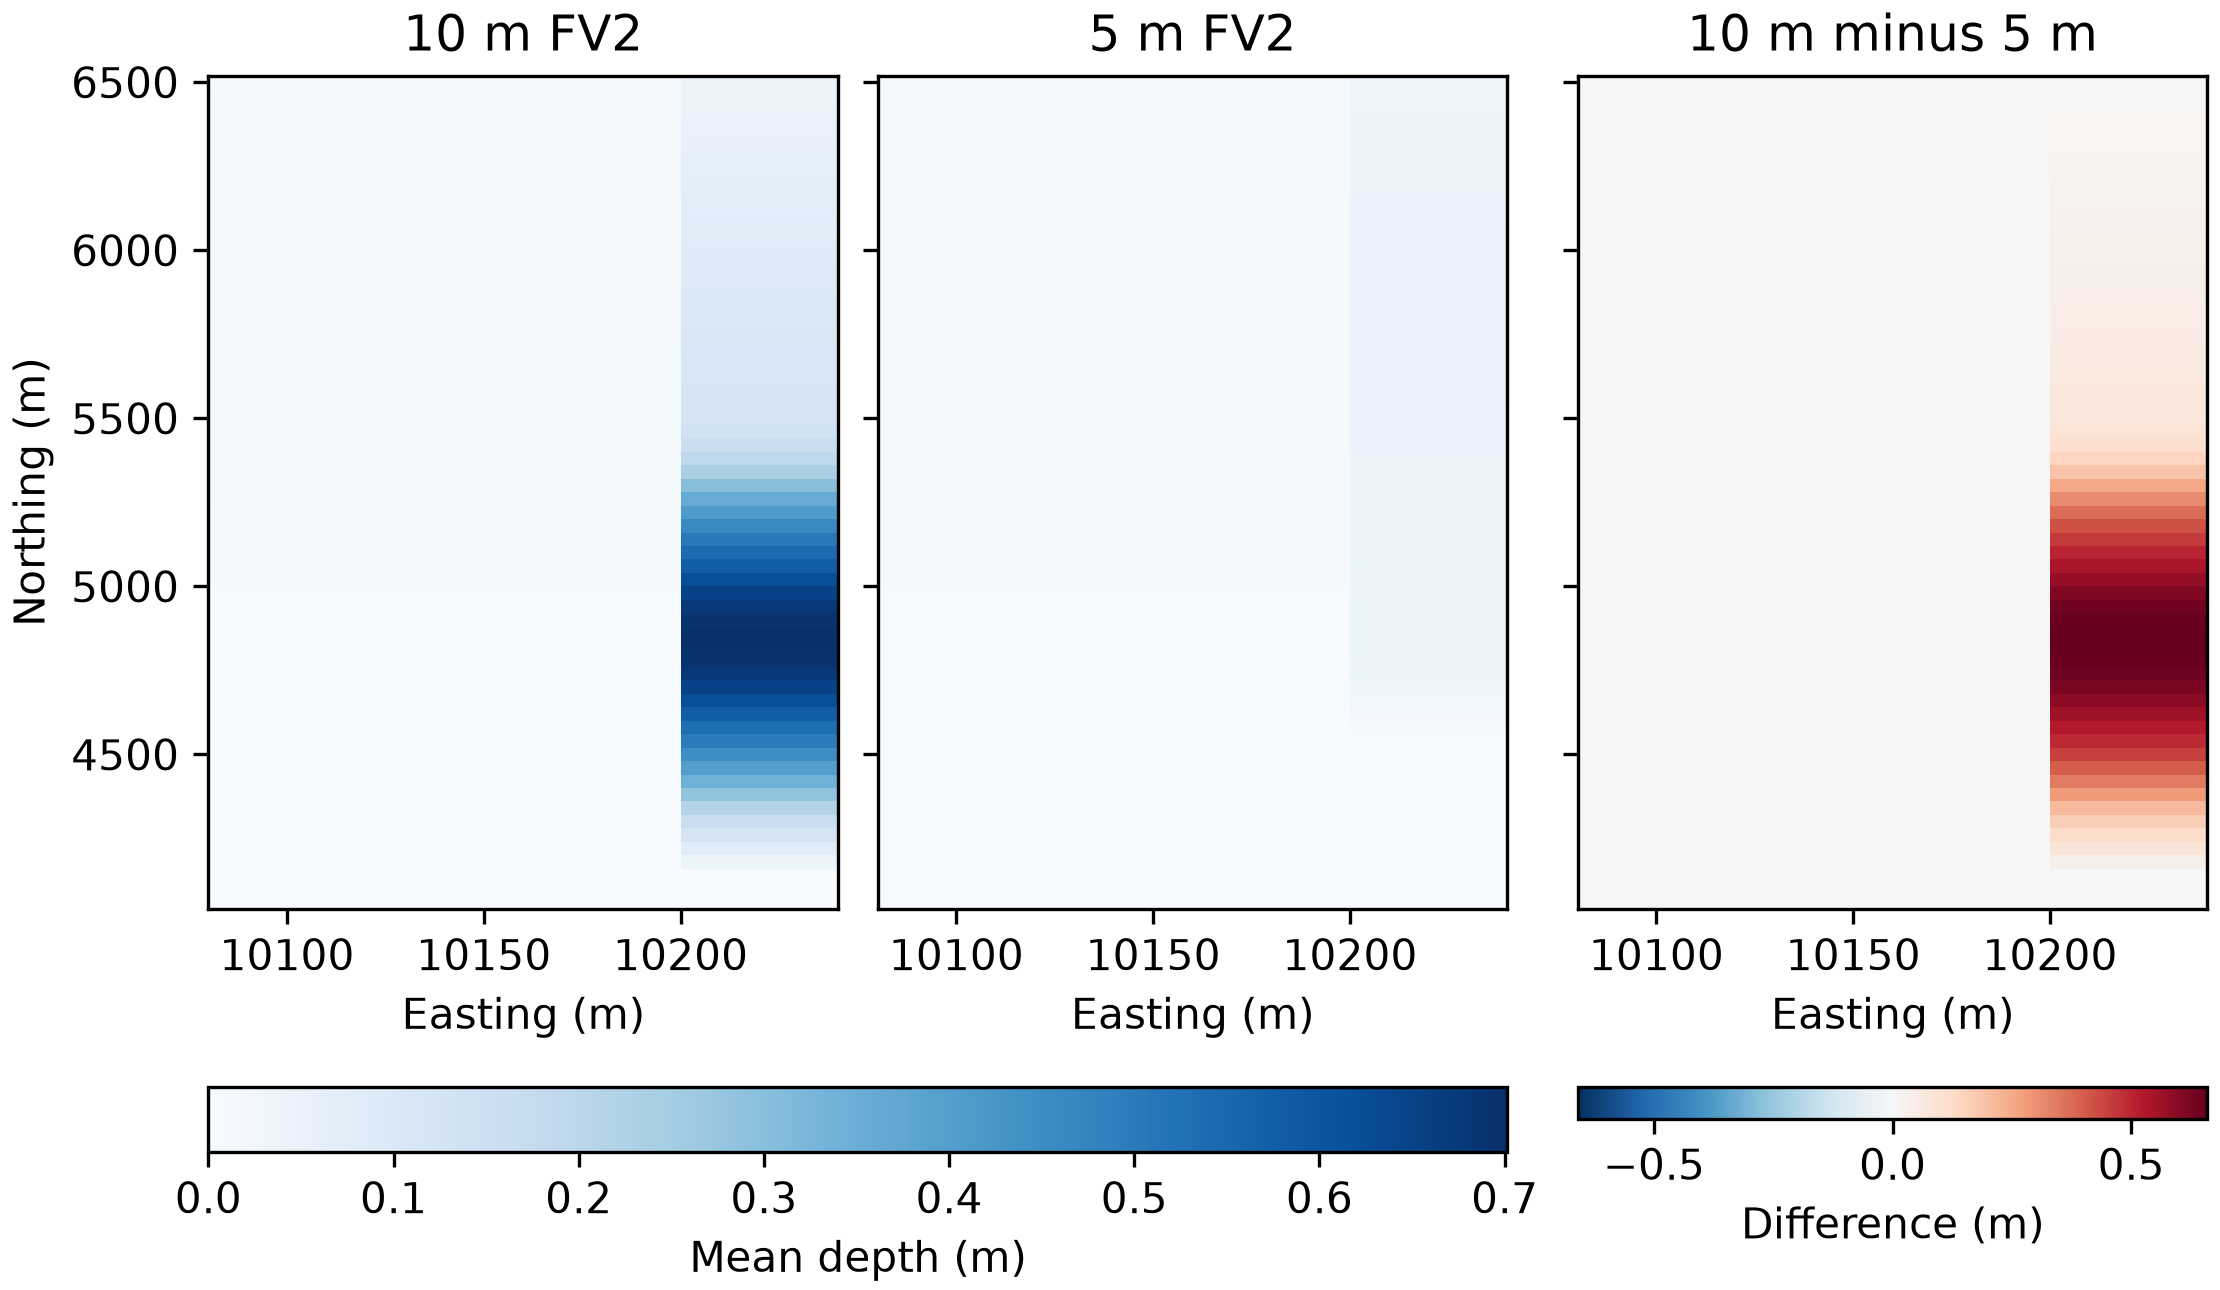 10 m FV2
5 m FV2
10 m minus 5 m
6500
6000
5500
5000
4500
Northing (m)
10100 10150 10200
10100 10150 10200
10100 10150 10200
Easting (m)
Easting (m)
Easting (m)
0.0 0.1 0.2 0.3 0.4 0.5 0.6 0.7
Mean depth (m)
−0.5 0.0 0.5
Difference (m)